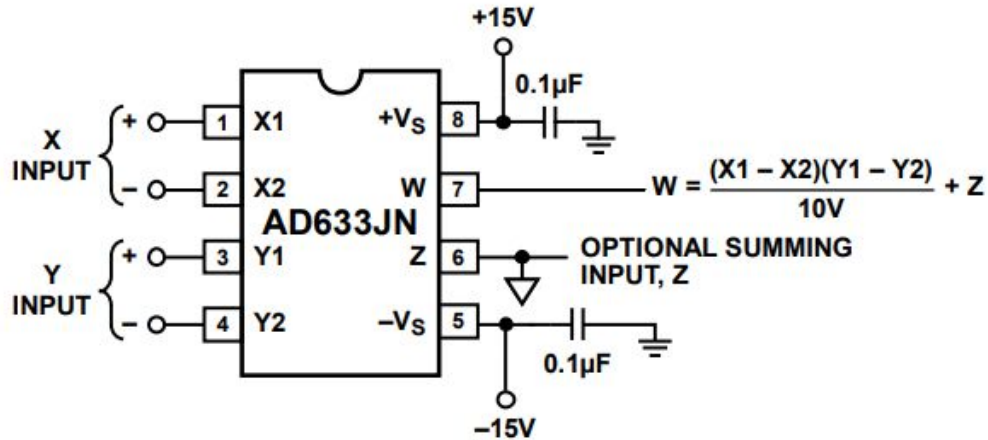 +15V
0.1µF
X
INPUT
+
–
1 X1
2 X2
+VS 8
W 7
W = (X1 – X2)(Y1 – Y2) / 10V + Z
AD633JN
Y
INPUT
+
–
3 Y1
4 Y2
Z 6
–VS 5
OPTIONAL SUMMING
INPUT, Z
0.1µF
–15V